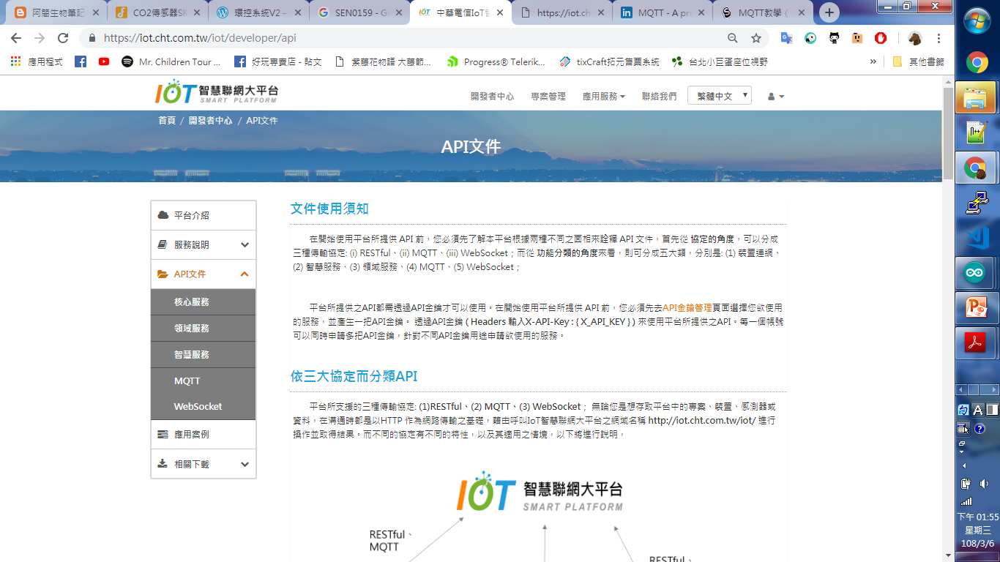 阿簡生物筆記
CO2傳感器SK
環控系統V2 –
SEN0159 - G
中華電信IoT智
https://iot.ch
MQTT - A pra
MQTT教學（
https://iot.cht.com.tw/iot/developer/api
應用程式
Mr. Children Tour ...
好玩專賣店 - 貼文
紫藤花物語 大藤節...
Progress® Telerik...
tixCraft拓元售票系統
台北小巨蛋座位視野
»
其他書籤
IOT 智慧聯網大平台
SMART PLATFORM
開發者中心
專案管理
應用服務
聯絡我們
繁體中文
首頁 / 開發者中心 / API文件
API文件
平台介紹
服務說明
API文件
核心服務
領域服務
智慧服務
MQTT
WebSocket
應用案例
相關下載
文件使用須知
在開始使用平台所提供 API 前，您必須先了解本平台根據兩種不同之面相來詮釋 API 文件，首先從 協定的角度，可以分成
三種傳輸協定: (i) RESTful、(ii) MQTT、(iii) WebSocket；而從 功能分類的角度來看，則可分成五大類，分別是: (1) 裝置連網、
(2) 智慧服務、(3) 領域服務、(4) MQTT、(5) WebSocket；
平台所提供之API都需透過API金鑰才可以使用。在開始使用平台所提供 API 前，您必須先去API金鑰管理頁面選擇您欲使用
的服務，並產生一把API金鑰。 透過API金鑰 ( Headers 輸入X-API-Key : { X_API_KEY } ) 來使用平台所提供之API。每一個帳號
可以同時申請多把API金鑰，針對不同API金鑰用途申請欲使用的服務。
依三大協定而分類API
平台所支援的三種傳輸協定: (1)RESTful、(2) MQTT、(3) WebSocket； 無論您是想存取平台中的專案、裝置、感測器或
資料，在溝通時都是以HTTP 作為網路傳輸之基礎，藉由呼叫IoT智慧聯網大平台之網域名稱 http://iot.cht.com.tw/iot/ 進行
操作並取得結果。而不同的協定有不同的特性，以及其適用之情境，以下將進行說明，
IOT 智慧聯網大平台
SMART PLATFORM
RESTful、
MQTT
RESTful、
下午 01:55
星期三
108/3/6